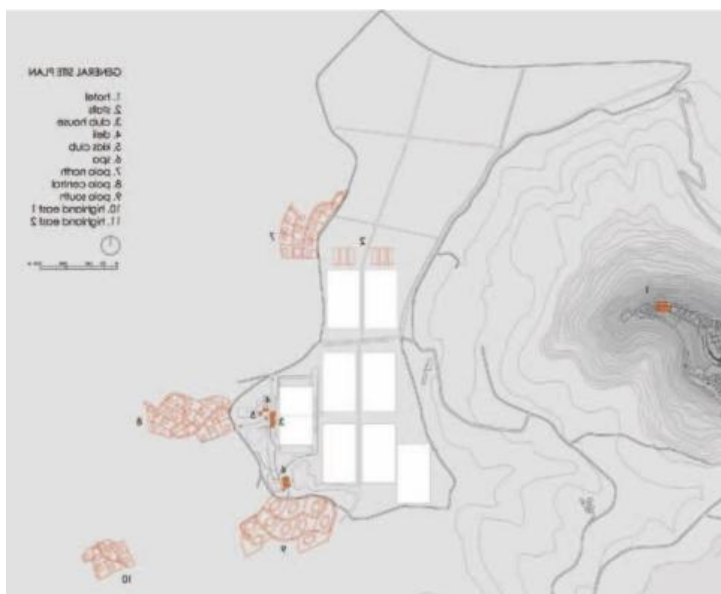 GENERAL SITE PLAN
1. hotel
2. stalls
3. club house
4. deli
5. kids club
6. spa
7. polo north
8. polo central
9. polo south
10. highland east 1
11. highland east 2
7
2
1
4
5
3
8
6
9
10